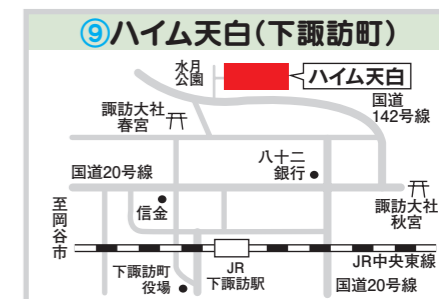 ⑨ハイム天白(下諏訪町)
水月
公園
ハイム天白
国道
142号線
諏訪大社
春宮
八十二
銀行
国道20号線
至岡谷市
信金
諏訪大社
秋宮
JR中央東線
下諏訪町
役場
JR
下諏訪駅
国道20号線